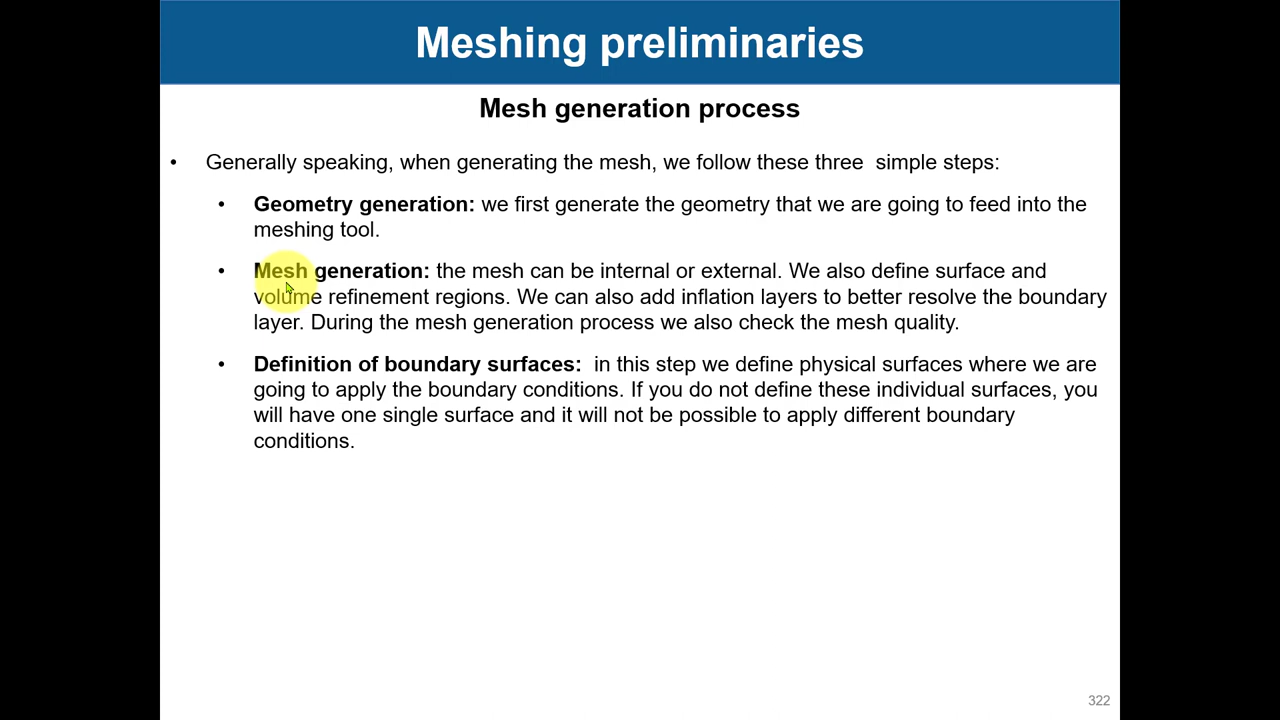 Meshing preliminaries
Mesh generation process
• Generally speaking, when generating the mesh, we follow these three  simple steps:
• Geometry generation: we first generate the geometry that we are going to feed into the
meshing tool.
• Mesh generation: the mesh can be internal or external. We also define surface and
volume refinement regions. We can also add inflation layers to better resolve the boundary
layer. During the mesh generation process we also check the mesh quality.
• Definition of boundary surfaces:  in this step we define physical surfaces where we are
going to apply the boundary conditions. If you do not define these individual surfaces, you
will have one single surface and it will not be possible to apply different boundary
conditions.
322